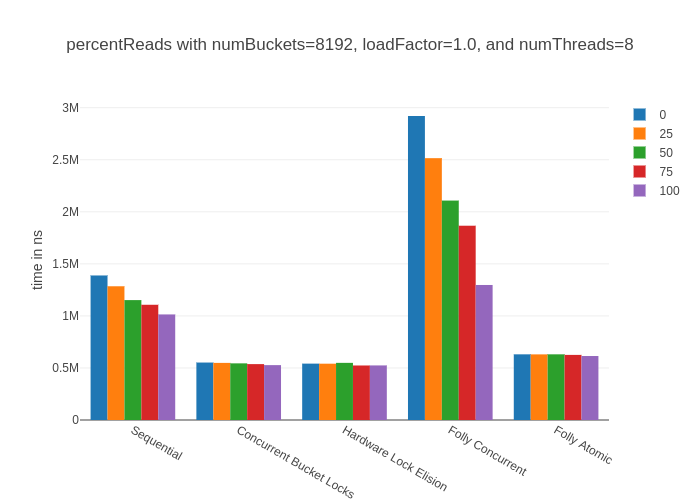 percentReads with numBuckets=8192, loadFactor=1.0, and numThreads=8
3M
2.5M
2M
1.5M
1M
0.5M
0
time in ns
0
25
50
75
100
Sequential
Concurrent Bucket Locks
Hardware Lock Elision
Folly Concurrent
Folly Atomic